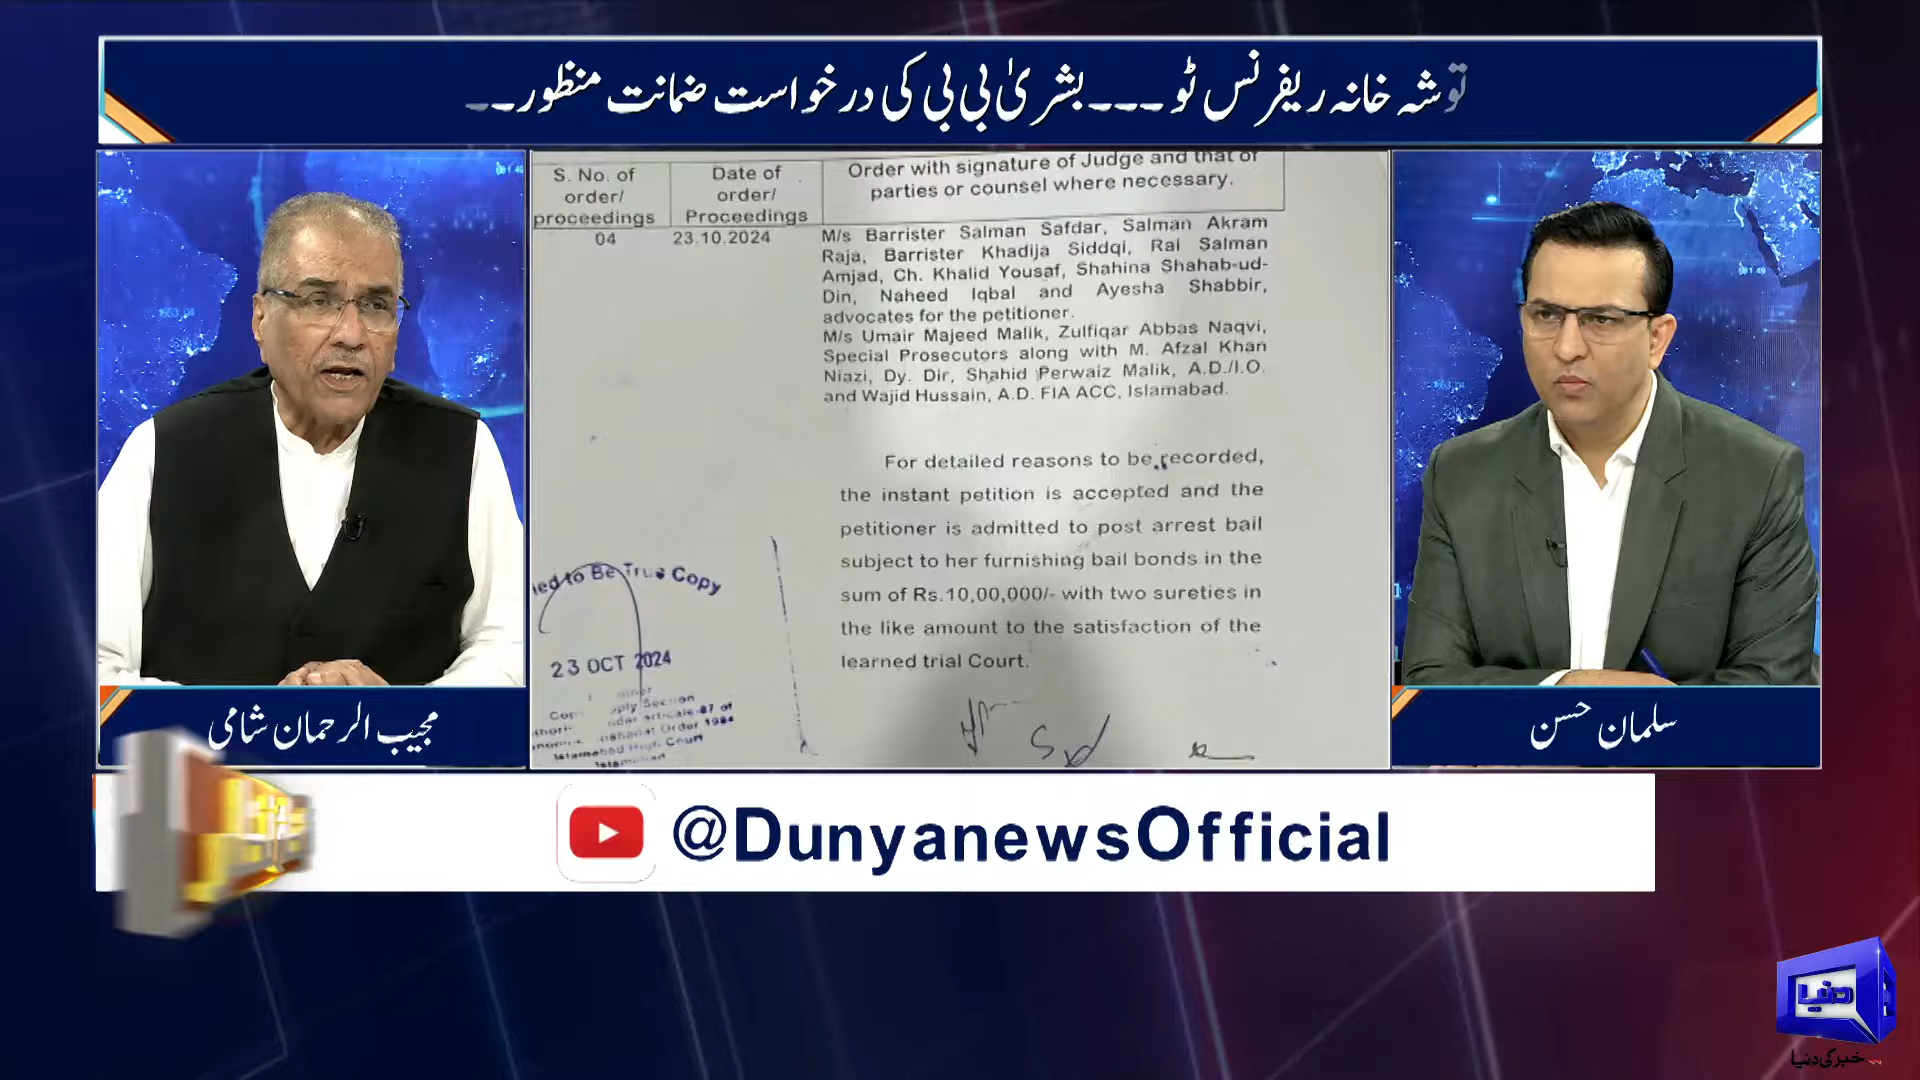 توشہ خانہ ریفرنس ٹو ۔۔۔ بشریٰ بی بی کی درخواست ضمانت منظور ۔۔
S. No. of order/ proceedings
Date of order/ Proceedings
Order with signature of Judge and that of
parties or counsel where necessary.
04
23.10.2024
M/s Barrister Salman Safdar, Salman Akram
Raja, Barrister Khadija Siddqi, Rai Salman
Amjad, Ch. Khalid Yousaf, Shahina Shahab-ud-
Din, Naheed Iqbal and Ayesha Shabbir,
advocates for the petitioner.
M/s Umair Majeed Malik, Zulfiqar Abbas Naqvi,
Special Prosecutors along with M. Afzal Khan
Niazi, Dy. Dir, Shahid Perwaiz Malik, A.D./I.O.
and Wajid Hussain, A.D. FIA ACC, Islamabad.
For detailed reasons to be recorded,
the instant petition is accepted and the
petitioner is admitted to post arrest bail
subject to her furnishing bail bonds in the
sum of Rs.10,00,000/- with two sureties in
the like amount to the satisfaction of the
learned trial Court.
to Be True Copy
23 OCT 2024
Section
Order 1984
Islamabad High Court
مجیب الرحمان شامی
سلمان حسن
@DunyanewsOfficial
دنیا
خبر کی دنیا